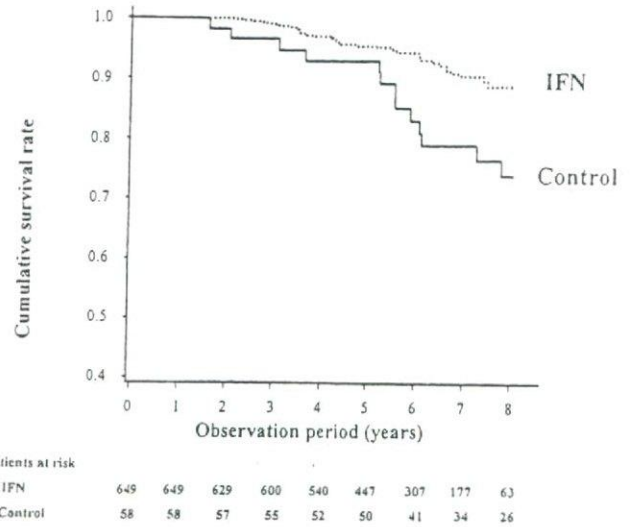 1.0
0.9
IFN
0.8
Control
0.7
0.6
0.5
0.4
Cumulative survival rate
0 1 2 3 4 5 6 7 8
Observation period (years)
tients at risk
IFN 649 649 629 600 540 447 307 177 63
Control 58 58 57 55 52 50 41 34 26